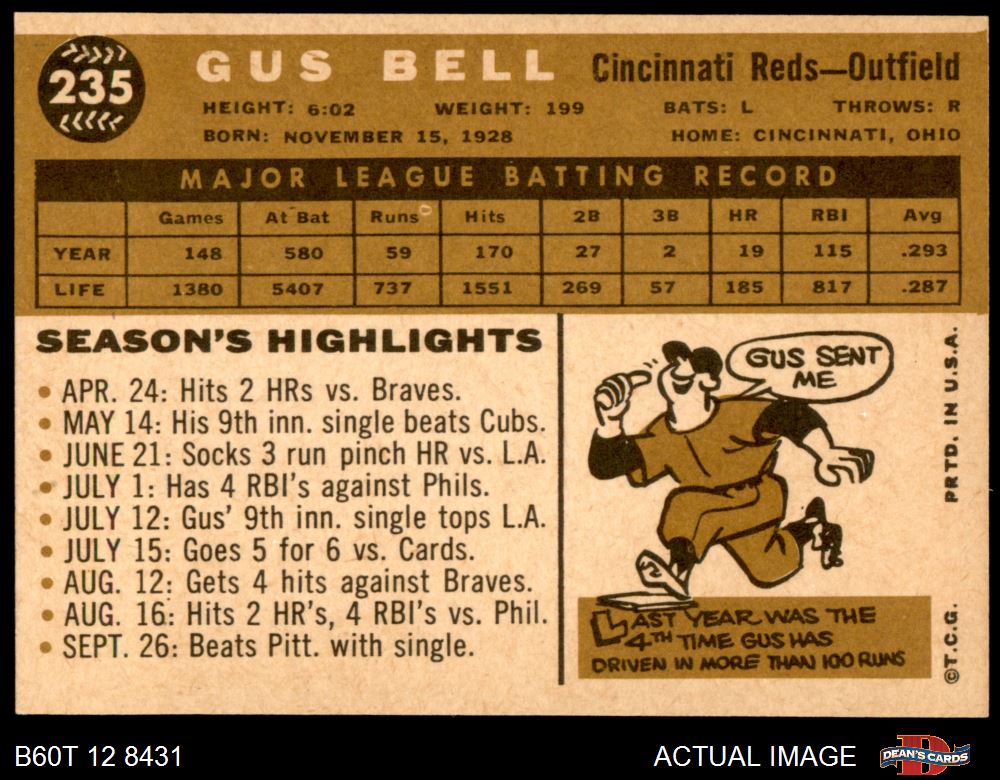 235
GUS BELL Cincinnati Reds—Outfield
HEIGHT: 6:02 WEIGHT: 199 BATS: L THROWS: R
BORN: NOVEMBER 15, 1928 HOME: CINCINNATI, OHIO
MAJOR LEAGUE BATTING RECORD
Games At Bat Runs Hits 2B 3B HR RBI Avg
YEAR 148 580 59 170 27 2 19 115 .293
LIFE 1380 5407 737 1551 269 57 185 817 .287
SEASON'S HIGHLIGHTS
• APR. 24: Hits 2 HRs vs. Braves.
• MAY 14: His 9th inn. single beats Cubs.
• JUNE 21: Socks 3 run pinch HR vs. L.A.
• JULY 1: Has 4 RBI's against Phils.
• JULY 12: Gus' 9th inn. single tops L.A.
• JULY 15: Goes 5 for 6 vs. Cards.
• AUG. 12: Gets 4 hits against Braves.
• AUG. 16: Hits 2 HR's, 4 RBI's vs. Phil.
• SEPT. 26: Beats Pitt. with single.
GUS SENT
ME
LAST YEAR WAS THE
4TH TIME GUS HAS
DRIVEN IN MORE THAN 100 RUNS
©T.C.G. PRTD. IN U.S.A.
B60T 12 8431 ACTUAL IMAGE DEAN'S CARDS